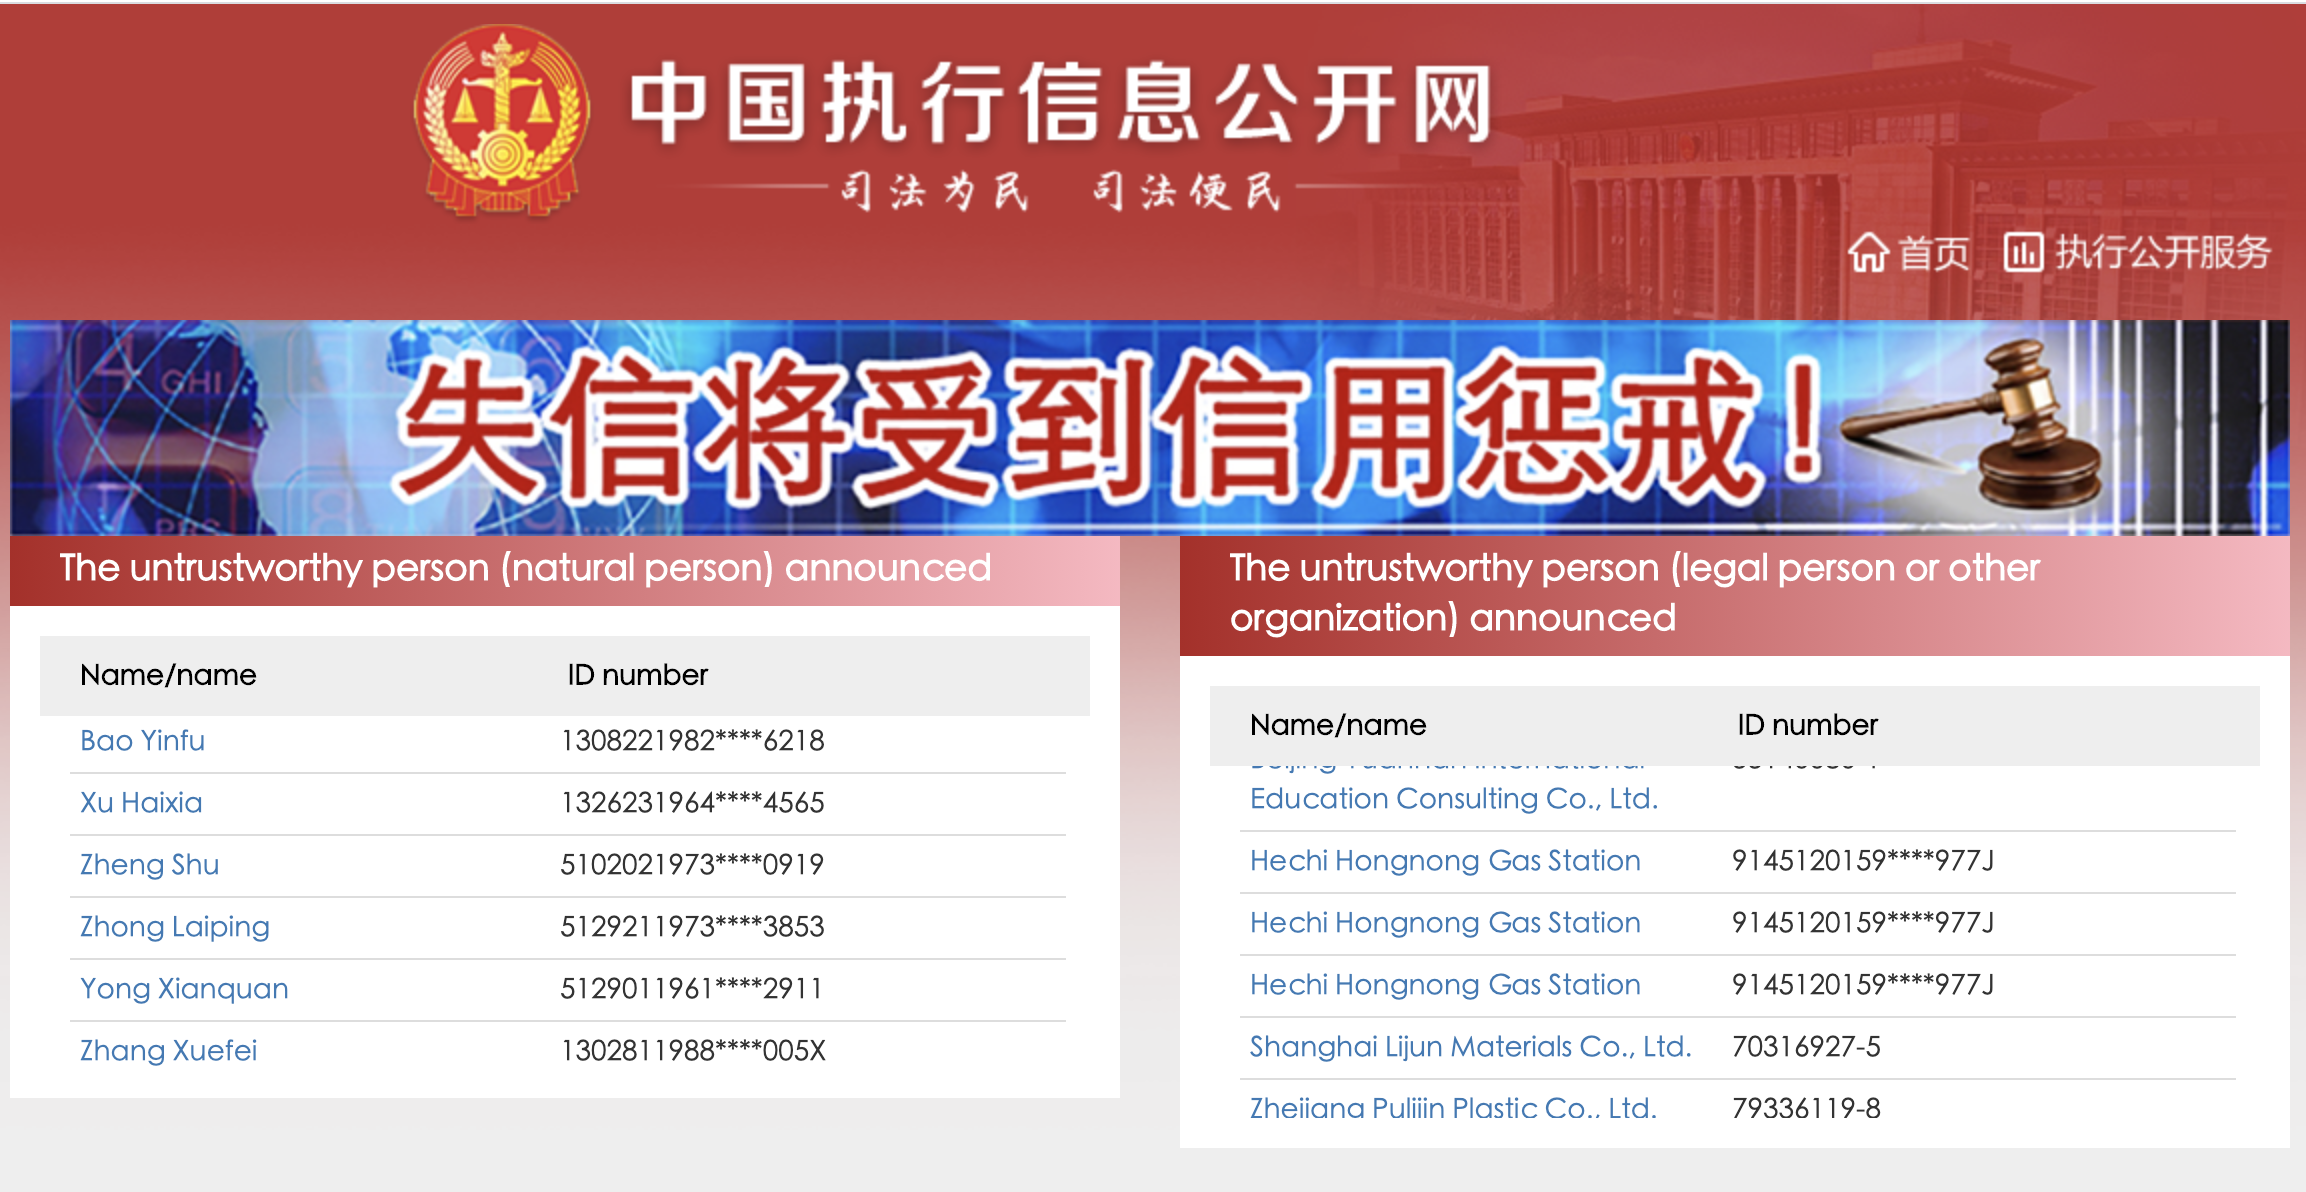 中国执行信息公开网
司法为民 司法便民
首页 执行公开服务
失信将受到信用惩戒!
The untrustworthy person (natural person) announced
Name/name ID number
Bao Yinfu 1308221982****6218
Xu Haixia 1326231964****4565
Zheng Shu 5102021973****0919
Zhong Laiping 5129211973****3853
Yong Xianquan 5129011961****2911
Zhang Xuefei 1302811988****005X
The untrustworthy person (legal person or other
organization) announced
Name/name ID number
Education Consulting Co., Ltd.
Hechi Hongnong Gas Station 9145120159****977J
Hechi Hongnong Gas Station 9145120159****977J
Hechi Hongnong Gas Station 9145120159****977J
Shanghai Lijun Materials Co., Ltd. 70316927-5
Zhejiang Pulijin Plastic Co., Ltd. 79336119-8